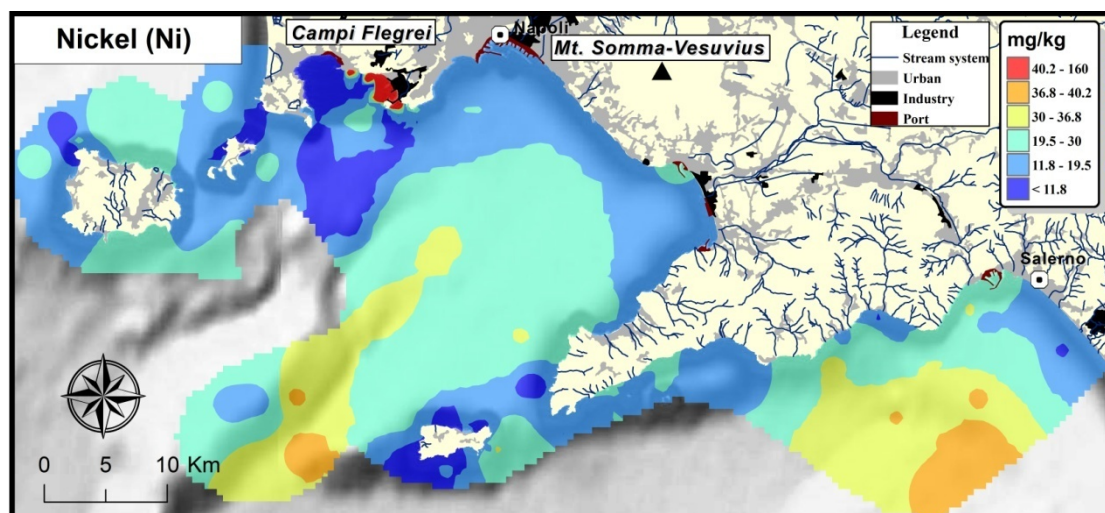 Nickel (Ni)
Campi Flegrei
Napoli
Mt. Somma-Vesuvius
Legend
Stream system
Urban
Industry
Port
mg/kg
40.2 - 160
36.8 - 40.2
30 - 36.8
19.5 - 30
11.8 - 19.5
< 11.8
Salerno
0 5 10 Km